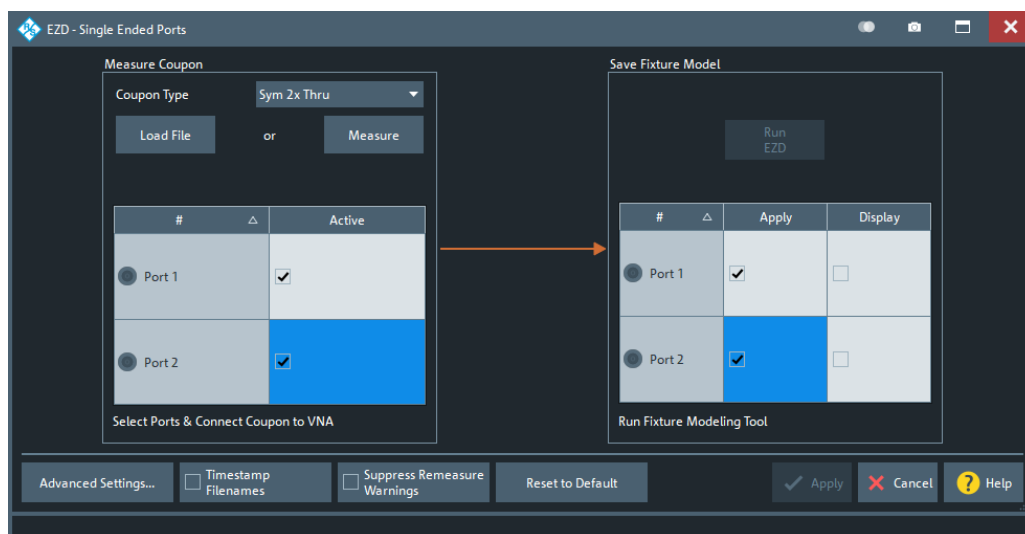 EZD - Single Ended Ports
Measure Coupon
Coupon Type
Sym 2x Thru
Load File
or
Measure
# Active
Port 1
Port 2
Select Ports & Connect Coupon to VNA
Save Fixture Model
Run
EZD
# Apply Display
Port 1
Port 2
Run Fixture Modeling Tool
Advanced Settings...
Timestamp
Filenames
Suppress Remeasure
Warnings
Reset to Default
Apply
Cancel
? Help